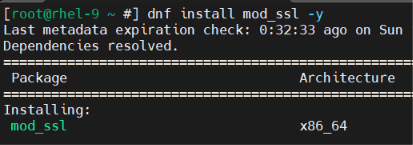 [root@rhel-9 ~ #] dnf install mod_ssl -y
Last metadata expiration check: 0:32:33 ago on Sun
Dependencies resolved.
================================================
Package Architecture
================================================
Installing:
mod_ssl x86_64